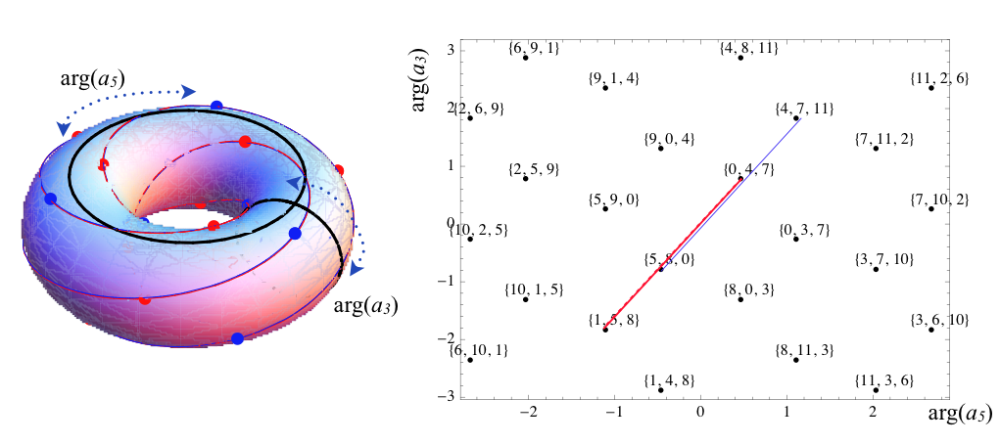 arg(a5)
arg(a3)
arg(a3)
3
2
1
0
−1
−2
−3
{6, 9, 1}
{4, 8, 11}
{9, 1, 4}
{11, 2, 6}
{2, 6, 9}
{4, 7, 11}
{9, 0, 4}
{7, 11, 2}
{2, 5, 9}
{0, 4, 7}
{5, 9, 0}
{7, 10, 2}
{10, 2, 5}
{0, 3, 7}
{5, 8, 0}
{3, 7, 10}
{10, 1, 5}
{8, 0, 3}
{1, 5, 8}
{3, 6, 10}
{6, 10, 1}
{8, 11, 3}
{1, 4, 8}
{11, 3, 6}
−2 −1 0 1 2
arg(a5)